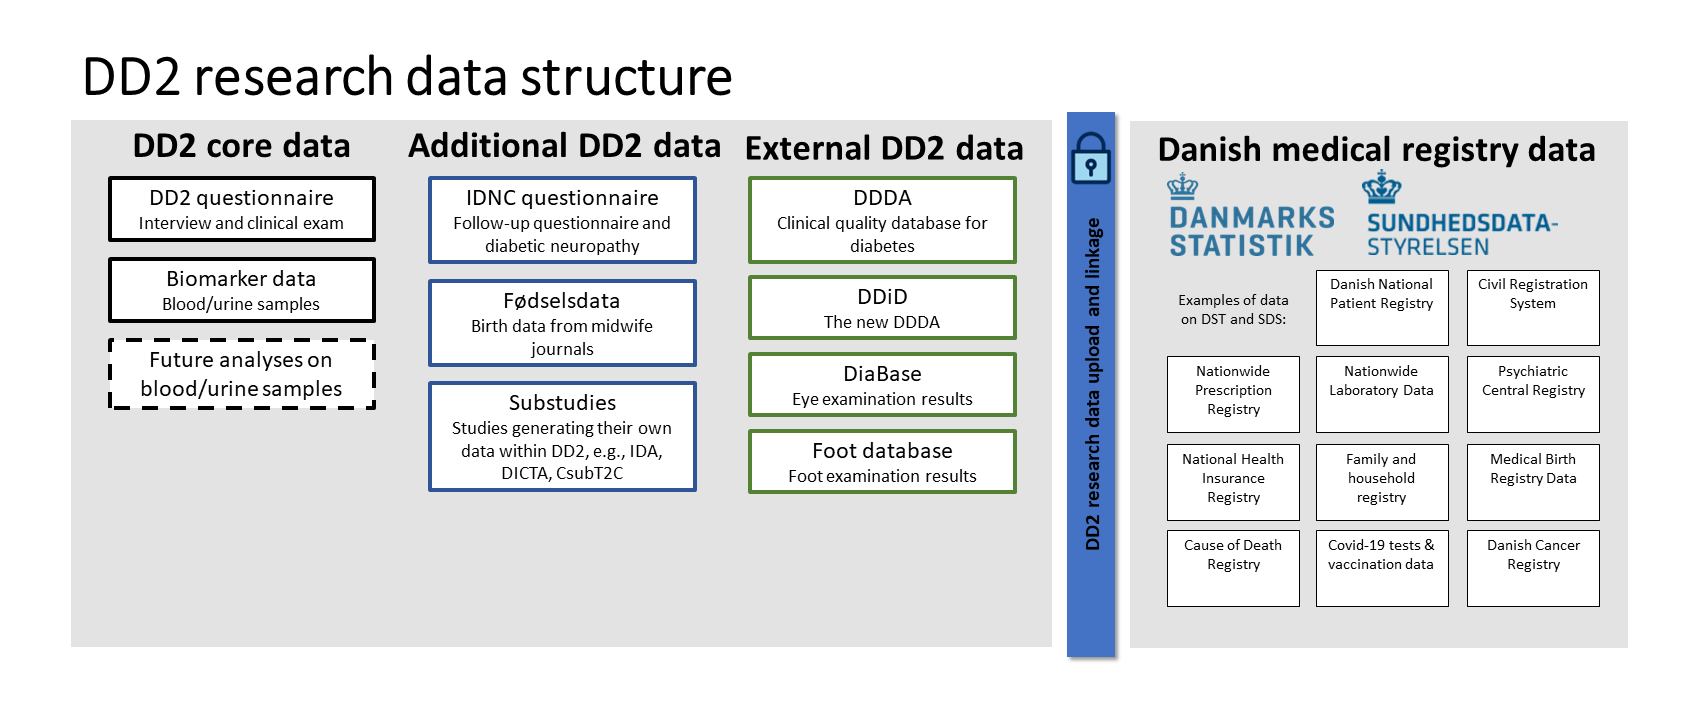 DD2 research data structure
DD2 core data
DD2 questionnaire
Interview and clinical exam
Biomarker data
Blood/urine samples
Future analyses on
blood/urine samples
Additional DD2 data
IDNC questionnaire
Follow-up questionnaire and
diabetic neuropathy
Fødselsdata
Birth data from midwife
journals
Substudies
Studies generating their own
data within DD2, e.g., IDA,
DICTA, CsubT2C
External DD2 data
DDDA
Clinical quality database for
diabetes
DDiD
The new DDDA
DiaBase
Eye examination results
Foot database
Foot examination results
DD2 research data upload and linkage
Danish medical registry data
DANMARKS
STATISTIK
SUNDHEDSDATA-
STYRELSEN
Examples of data
on DST and SDS:
Danish National
Patient Registry
Civil Registration
System
Nationwide
Prescription
Registry
Nationwide
Laboratory Data
Psychiatric
Central Registry
National Health
Insurance
Registry
Family and
household
registry
Medical Birth
Registry Data
Cause of Death
Registry
Covid-19 tests &
vaccination data
Danish Cancer
Registry